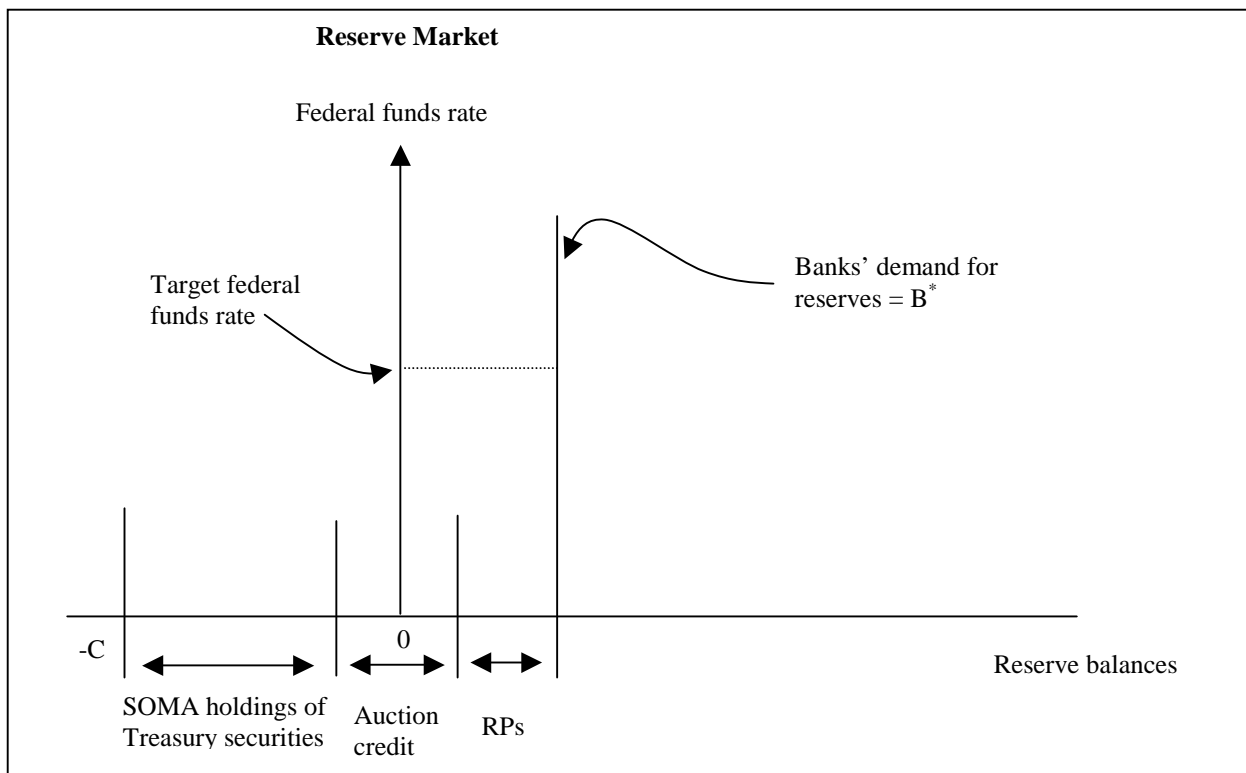 Reserve Market
Federal funds rate
Target federal
funds rate
Banks’ demand for
reserves = B*
-C
0
Reserve balances
SOMA holdings of
Treasury securities
Auction
credit
RPs